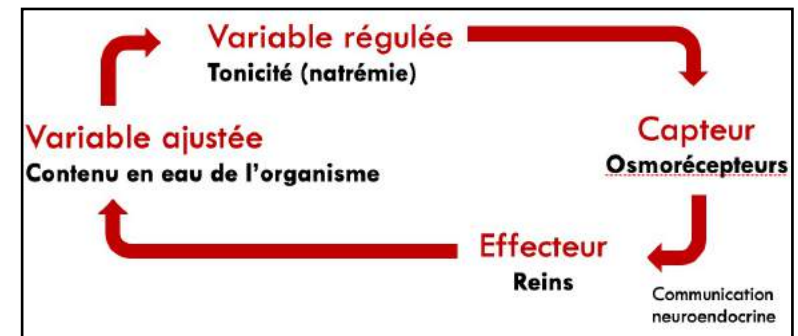 Variable régulée
Tonicité (natrémie)
Capteur
Osmorécepteurs
Communication
neuroendocrine
Effecteur
Reins
Variable ajustée
Contenu en eau de l'organisme